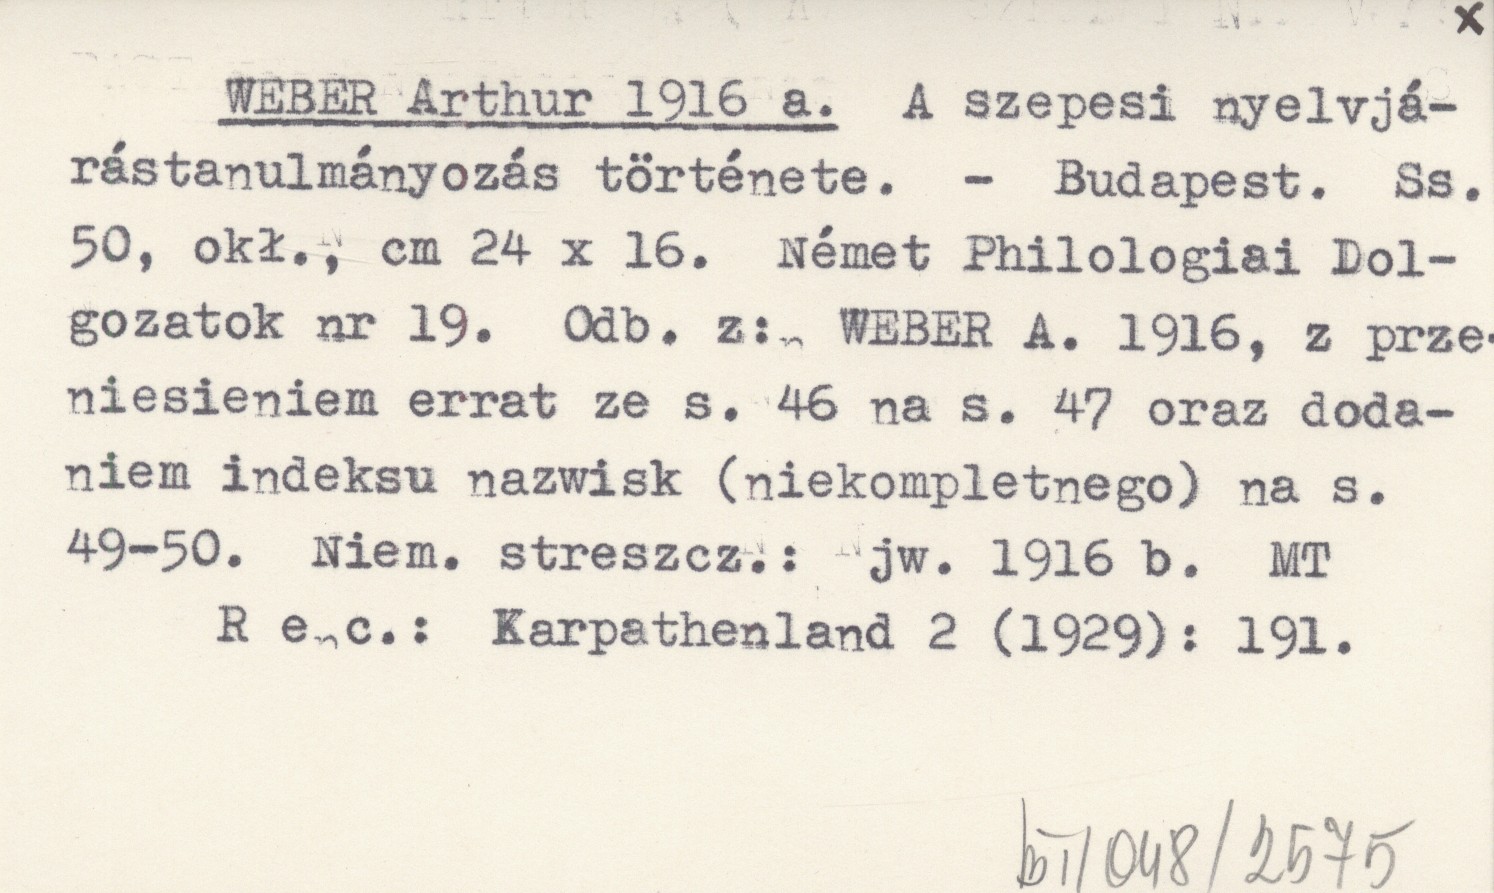 x
WEBER Arthur 1916 a. A szepesi nyelvjá-
rástanulmányozás története. - Budapest. Ss.
50, okł., cm 24 x 16. Német Philologiai Dol-
gozatok nr 19. Odb. z: WEBER A. 1916, z prze-
niesieniem errat ze s. 46 na s. 47 oraz doda-
niem indeksu nazwisk (niekompletnego) na s.
49-50. Niem. streszcz.: jw. 1916 b. MT
R e c.: Karpathenland 2 (1929): 191.
/048/2575